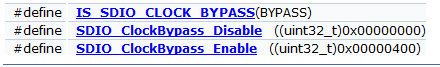 #define IS_SDIO_CLOCK_BYPASS(BYPASS)
#define SDIO_ClockBypass_Disable ((uint32_t)0x00000000)
#define SDIO_ClockBypass_Enable ((uint32_t)0x00000400)